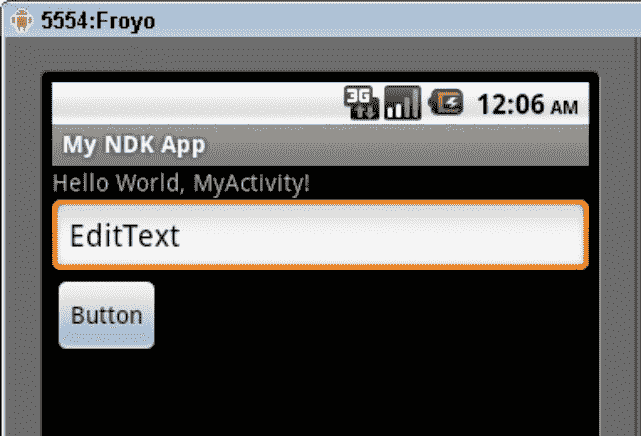 5554:Froyo
3G 12:06 AM
My NDK App
Hello World, MyActivity!
EditText
Button